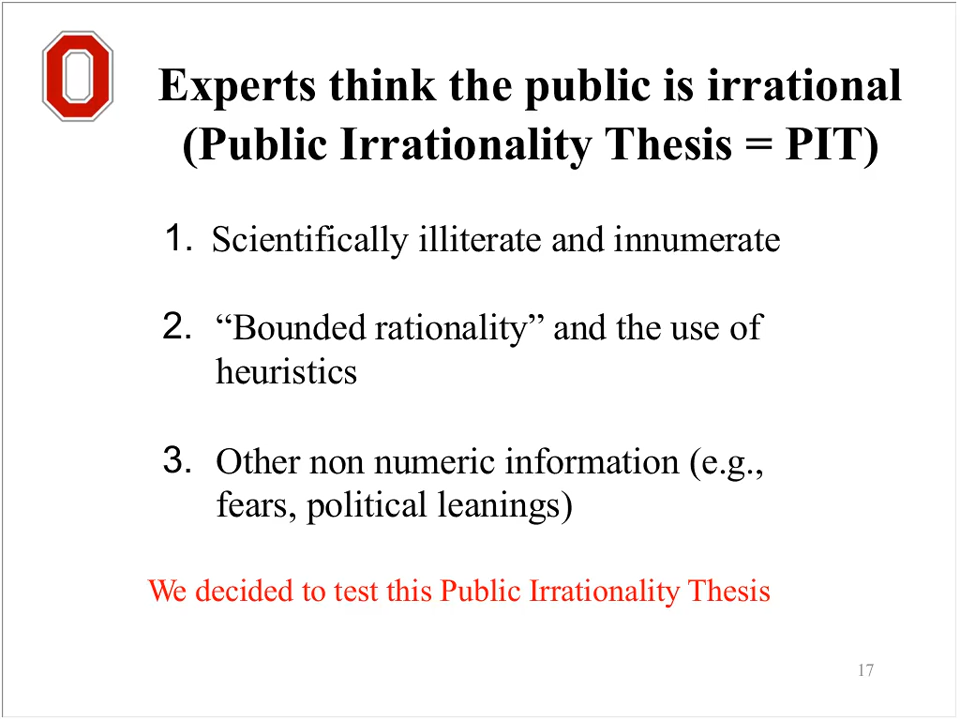 Experts think the public is irrational
(Public Irrationality Thesis = PIT)
1. Scientifically illiterate and innumerate
2. “Bounded rationality” and the use of
heuristics
3. Other non numeric information (e.g.,
fears, political leanings)
We decided to test this Public Irrationality Thesis
17